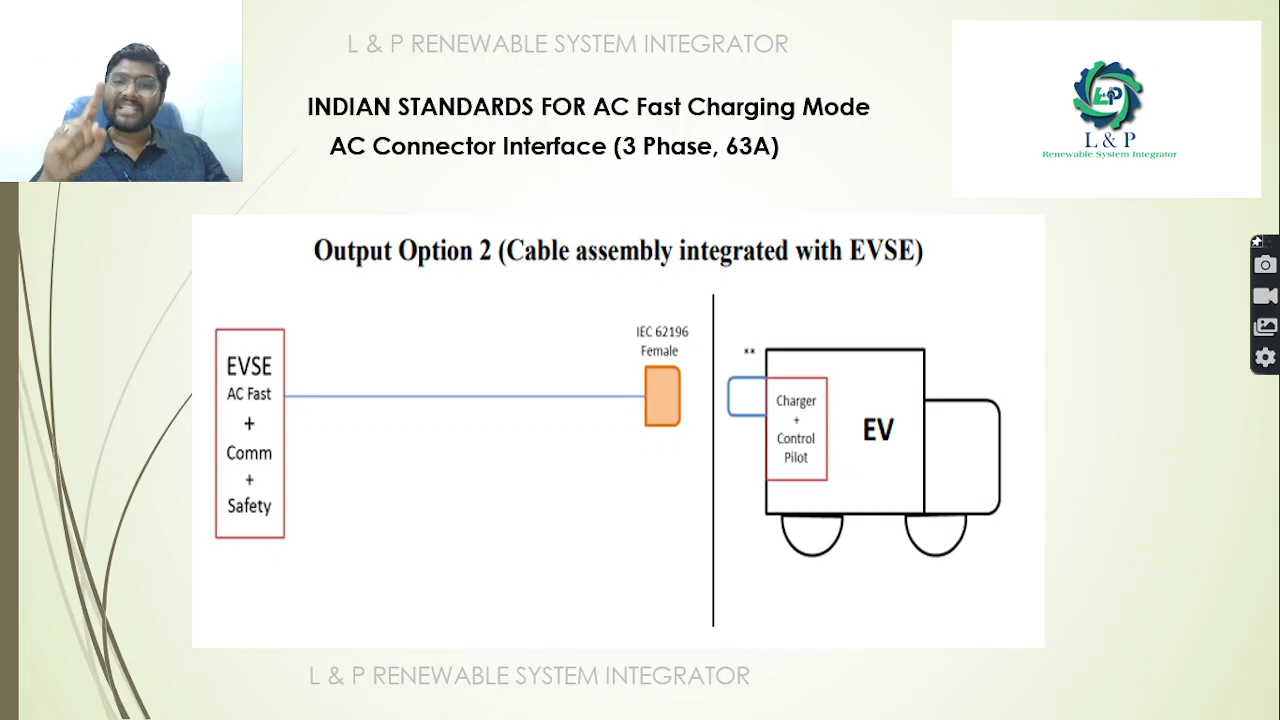 L & P RENEWABLE SYSTEM INTEGRATOR
INDIAN STANDARDS FOR AC Fast Charging Mode
AC Connector Interface (3 Phase, 63A)
L&P
L & P
Renewable System Integrator
Output Option 2 (Cable assembly integrated with EVSE)
EVSE
AC Fast
+
Comm
+
Safety
IEC 62196
Female
**
Charger
+
Control
Pilot
EV
L & P RENEWABLE SYSTEM INTEGRATOR